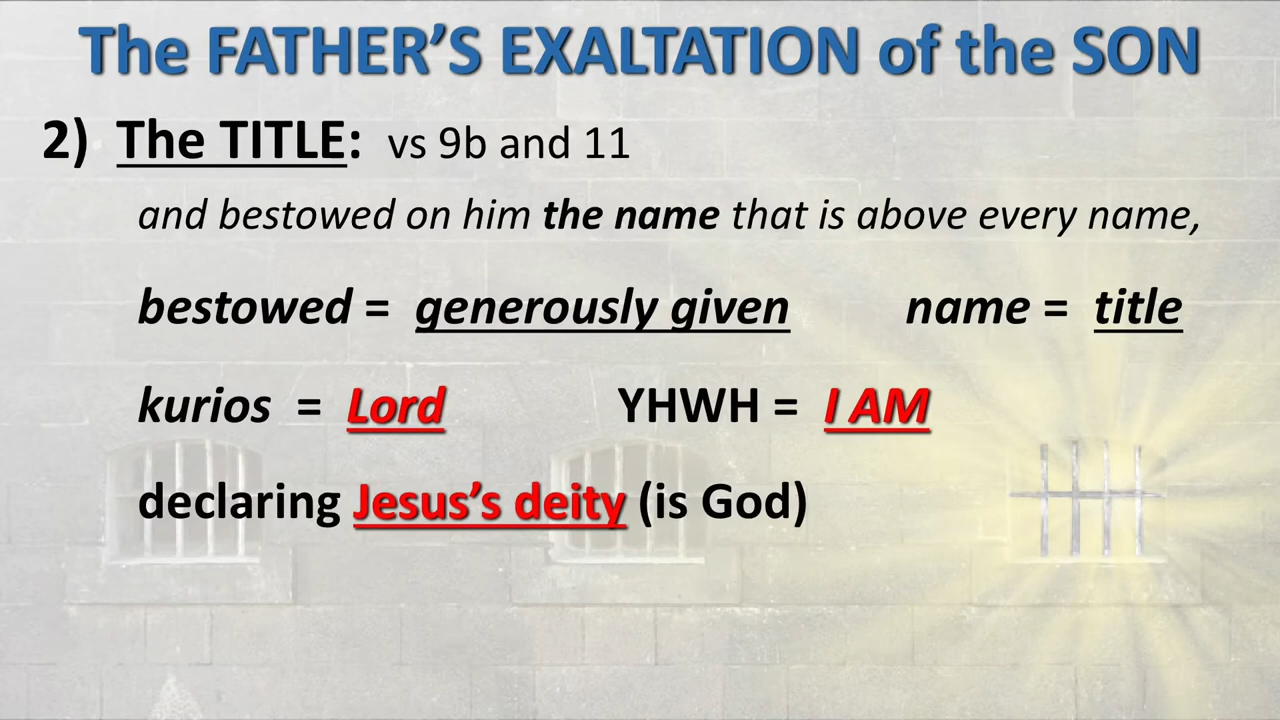 The FATHER’S EXALTATION of the SON
2) The TITLE: vs 9b and 11
and bestowed on him the name that is above every name,
bestowed = generously given name = title
kurios = Lord YHWH = I AM
declaring Jesus’s deity (is God)